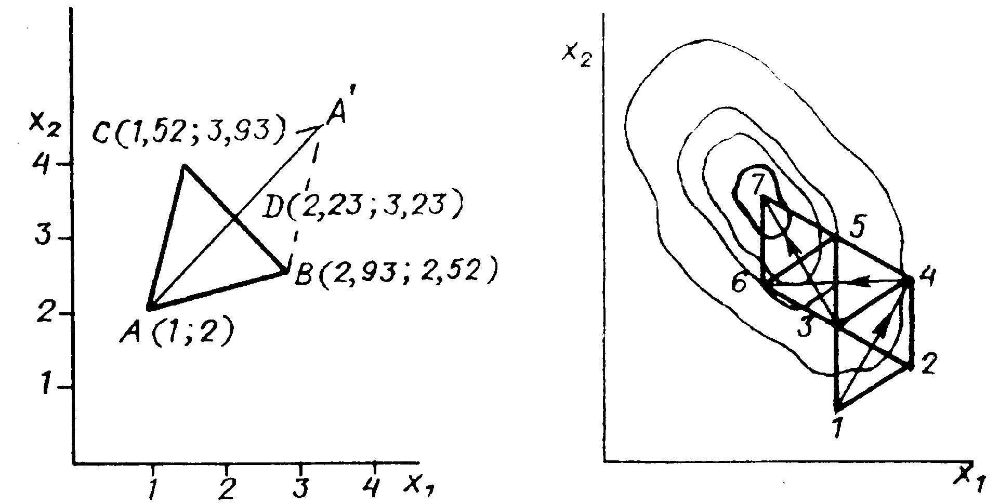 A'
x2
C(1,52; 3,93)
4
D(2,23; 3,23)
3
B(2,93; 2,52)
2
A(1; 2)
1
1 2 3 4 x1
x2
7
5
6
4
3
2
1
x1